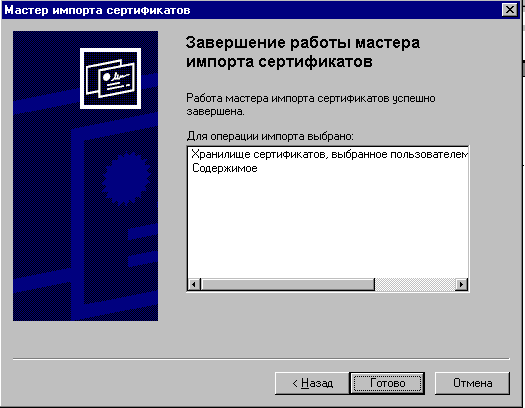 Мастер импорта сертификатов
Завершение работы мастера
импорта сертификатов
Работа мастера импорта сертификатов успешно
завершена.
Для операции импорта выбрано:
Хранилище сертификатов, выбранное пользователем
Содержимое
< Назад
Готово
Отмена